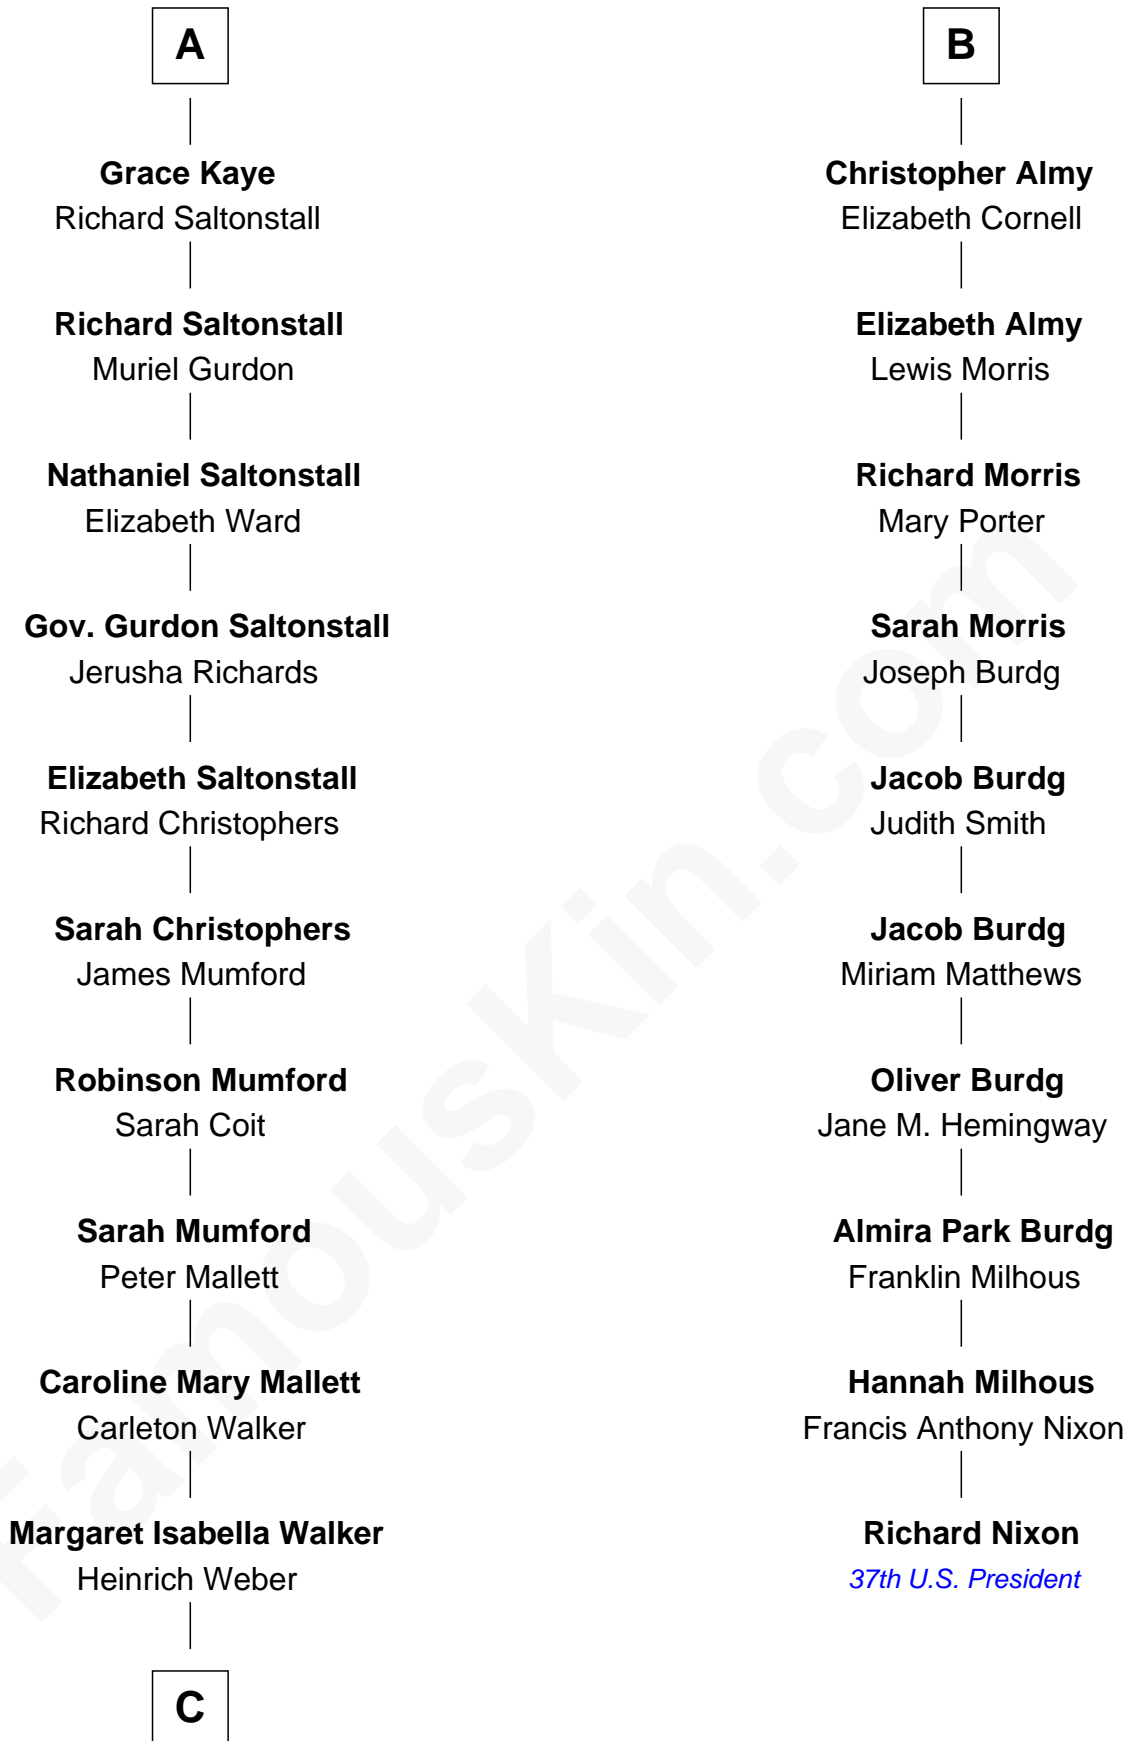 A
Grace Kaye
Richard Saltonstall
Richard Saltonstall
Muriel Gurdon
Nathaniel Saltonstall
Elizabeth Ward
Gov. Gurdon Saltonstall
Jerusha Richards
Elizabeth Saltonstall
Richard Christophers
Sarah Christophers
James Mumford
Robinson Mumford
Sarah Coit
Sarah Mumford
Peter Mallett
Caroline Mary Mallett
Carleton Walker
Margaret Isabella Walker
Heinrich Weber
C
B
Christopher Almy
Elizabeth Cornell
Elizabeth Almy
Lewis Morris
Richard Morris
Mary Porter
Sarah Morris
Joseph Burdg
Jacob Burdg
Judith Smith
Jacob Burdg
Miriam Matthews
Oliver Burdg
Jane M. Hemingway
Almira Park Burdg
Franklin Milhous
Hannah Milhous
Francis Anthony Nixon
Richard Nixon
37th U.S. President
FamousKin.com